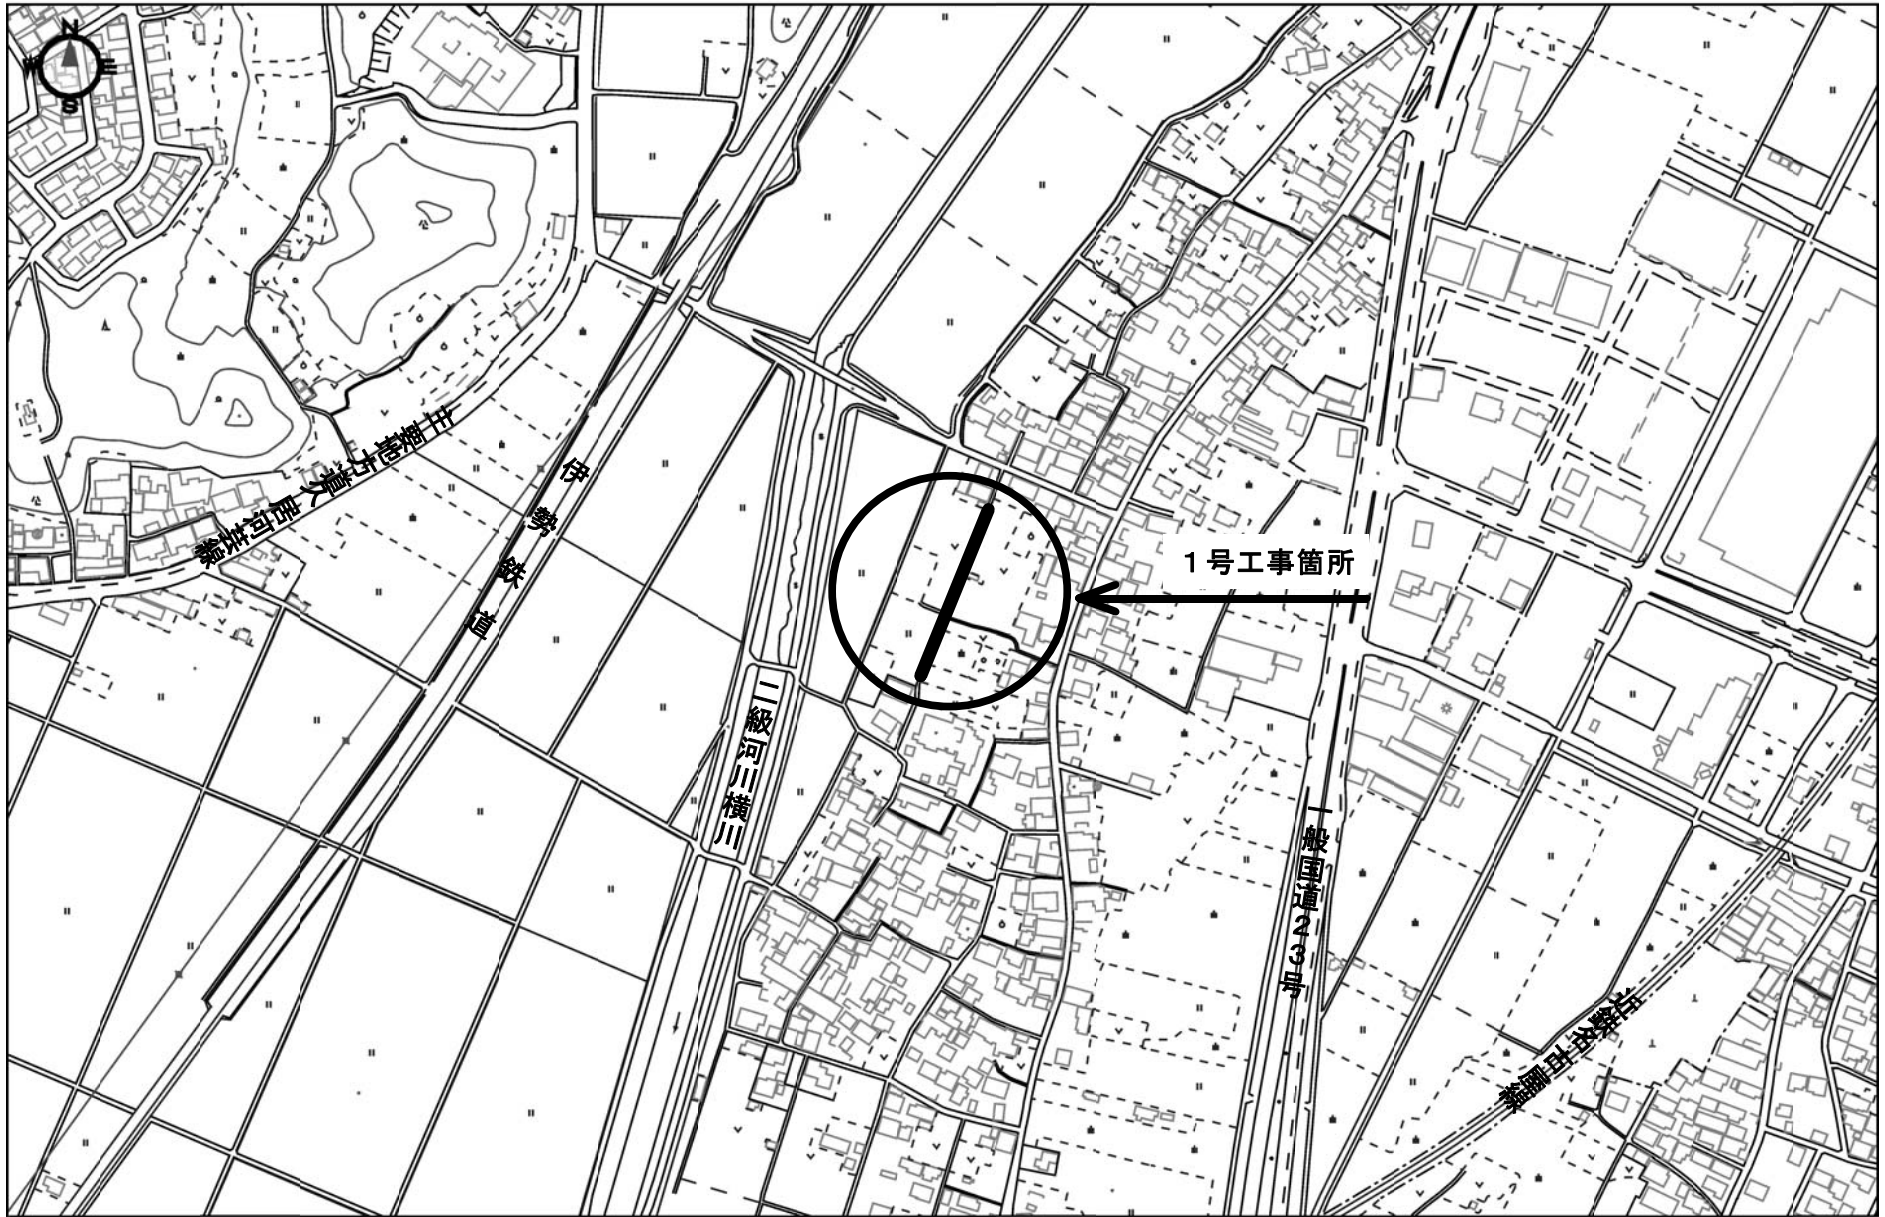 N
W
E
S
主要地方道久居河芸線
伊勢鉄道
1号工事箇所
二級河川横川
一般国道23号
近鉄名古屋線